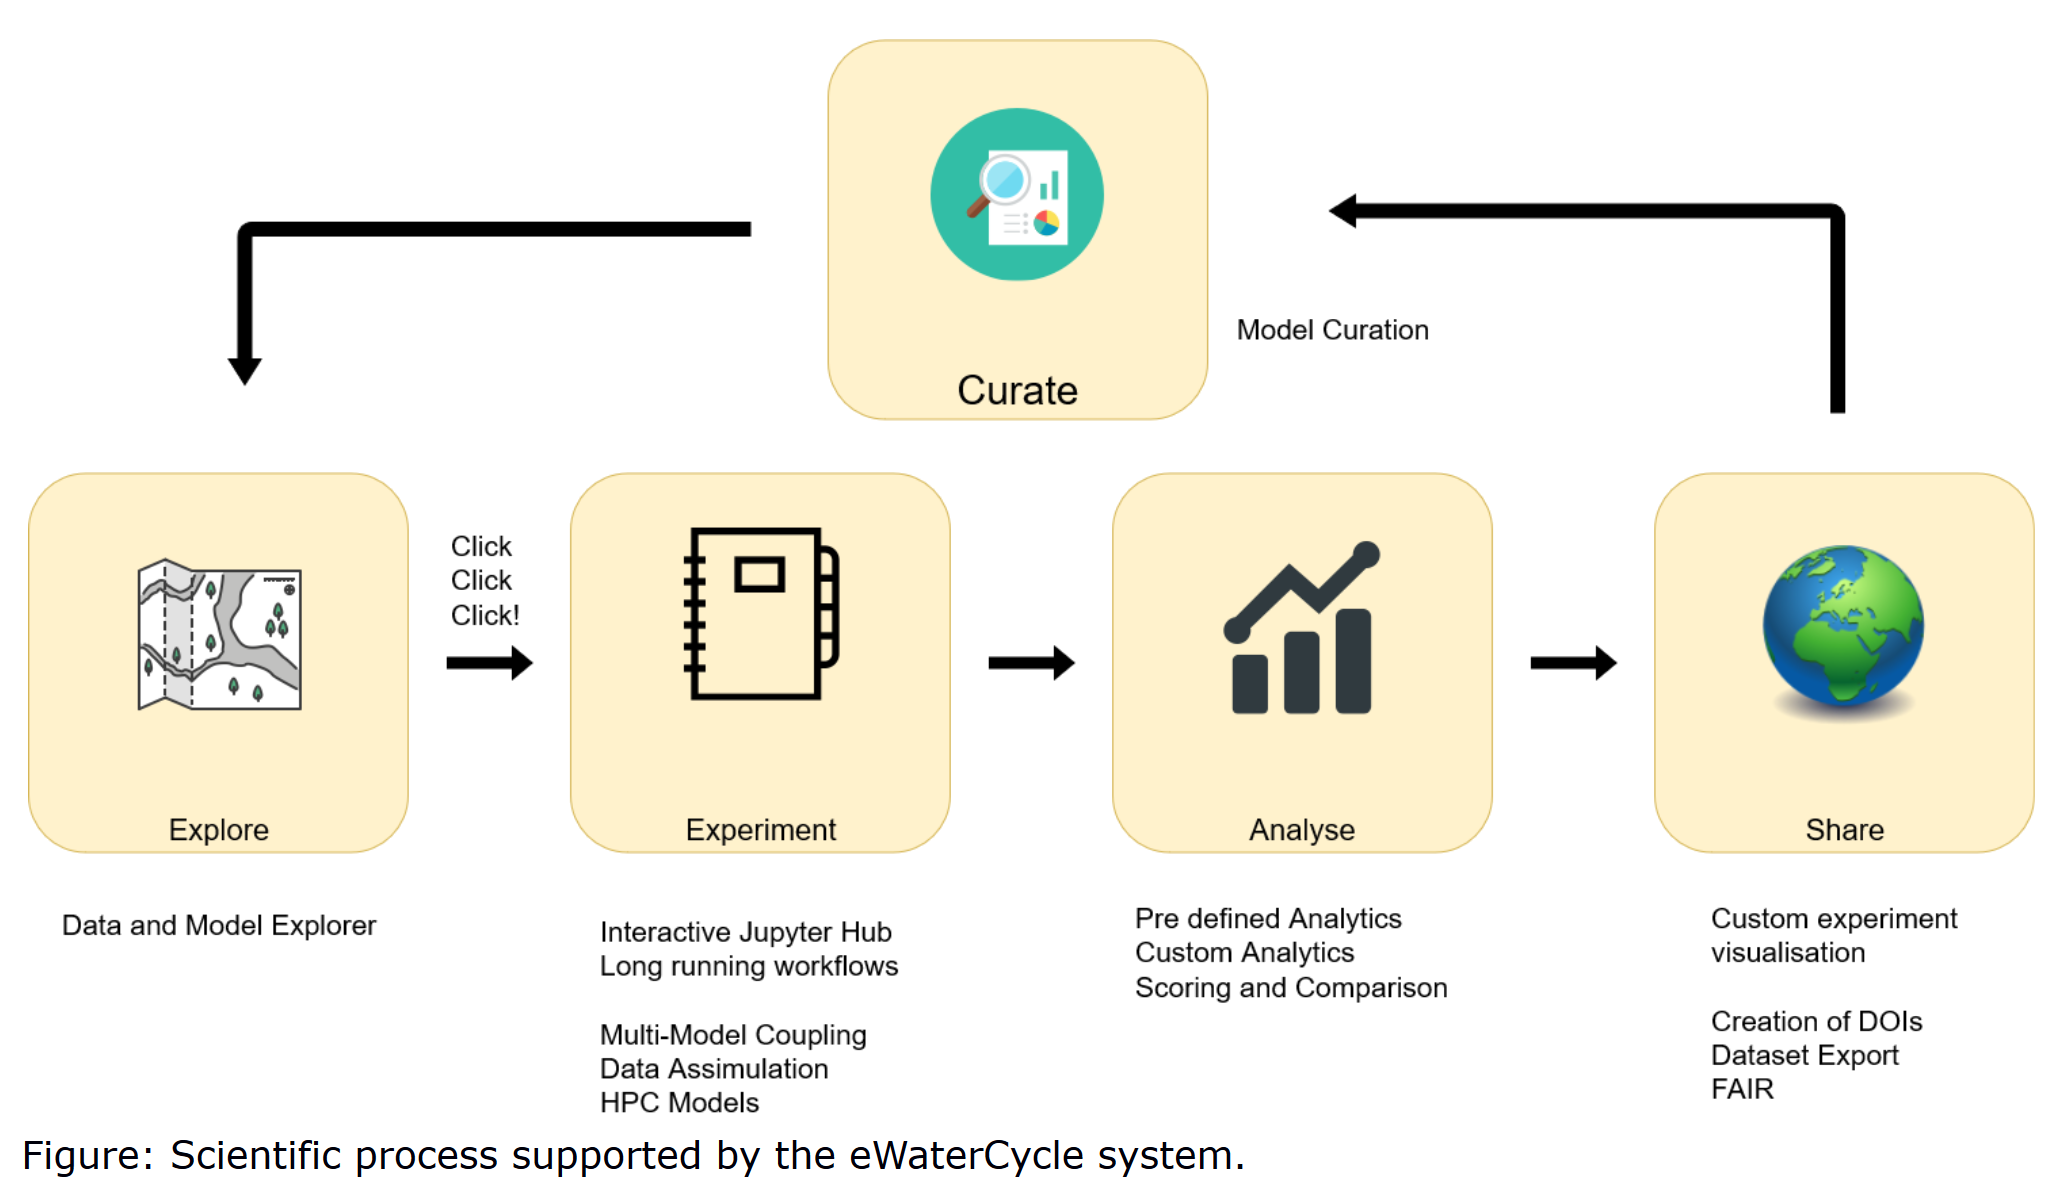 Curate
Model Curation
Click
Click
Click!
Explore
Experiment
Analyse
Share
Data and Model Explorer
Interactive Jupyter Hub
Long running workflows
Multi-Model Coupling
Data Assimulation
HPC Models
Pre defined Analytics
Custom Analytics
Scoring and Comparison
Custom experiment
visualisation
Creation of DOIs
Dataset Export
FAIR
Figure: Scientific process supported by the eWaterCycle system.